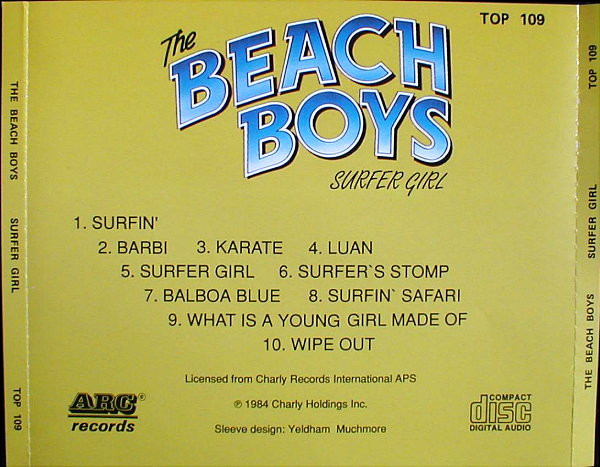 TOP 109
The
BEACH
BOYS
SURFER GIRL
1. SURFIN'
2. BARBI 3. KARATE 4. LUAN
5. SURFER GIRL 6. SURFER`S STOMP
7. BALBOA BLUE 8. SURFIN` SAFARI
9. WHAT IS A YOUNG GIRL MADE OF
10. WIPE OUT
Licensed from Charly Records International APS
℗ 1984 Charly Holdings Inc.
Sleeve design: Yeldham Muchmore
ARC®
records
COMPACT
disc
DIGITAL AUDIO
THE BEACH BOYS SURFER GIRL TOP 109
THE BEACH BOYS SURFER GIRL TOP 109